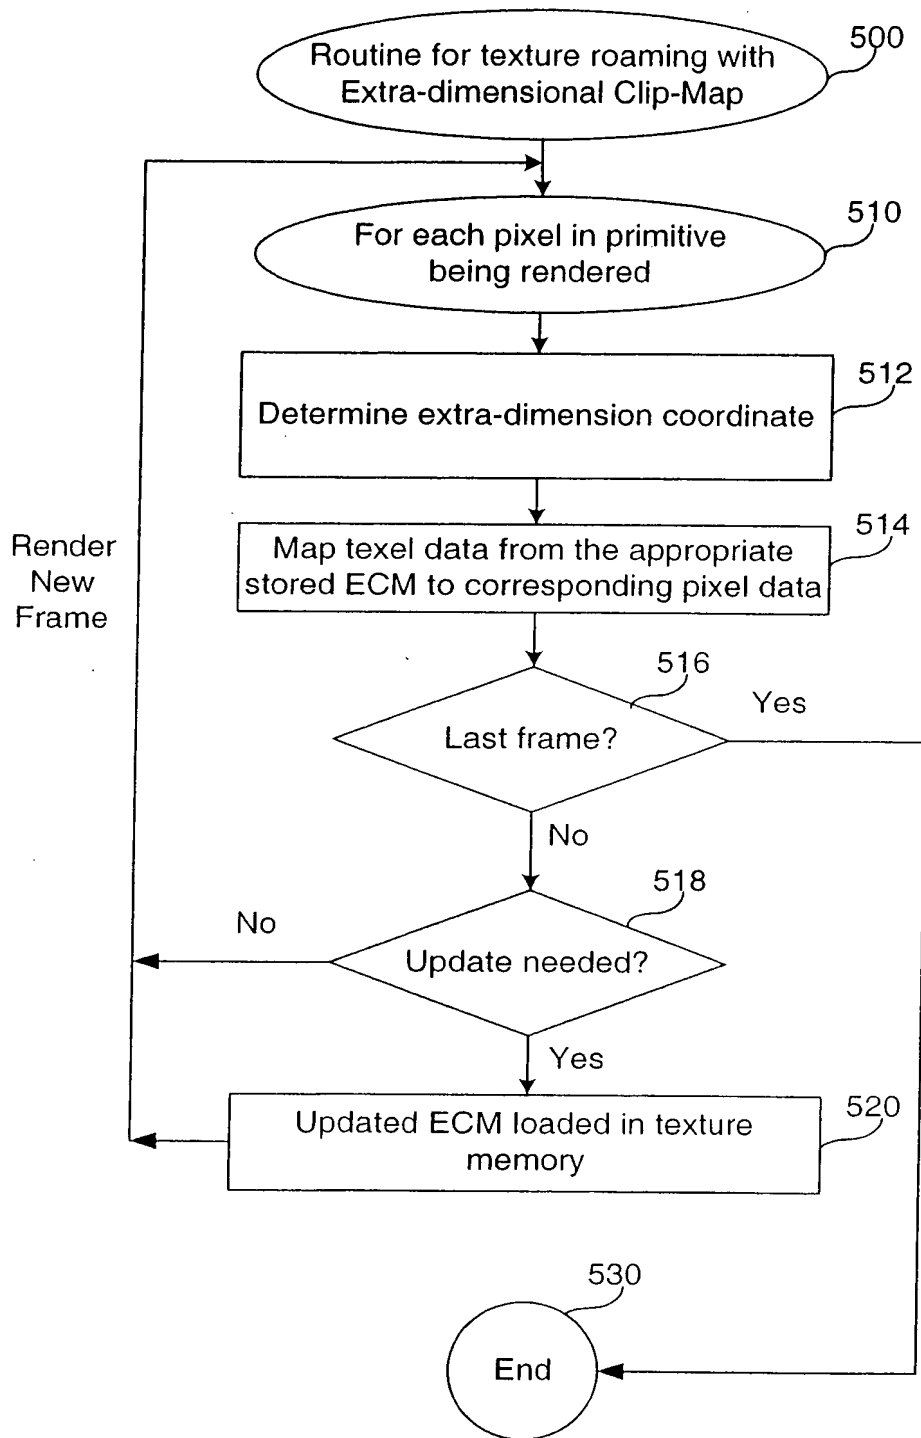 Routine for texture roaming with
Extra-dimensional Clip-Map
500
For each pixel in primitive
being rendered
510
Determine extra-dimension coordinate
512
Map texel data from the appropriate
stored ECM to corresponding pixel data
514
Render
New
Frame
Last frame?
516
Yes
No
Update needed?
518
No
Yes
Updated ECM loaded in texture
memory
520
End
530